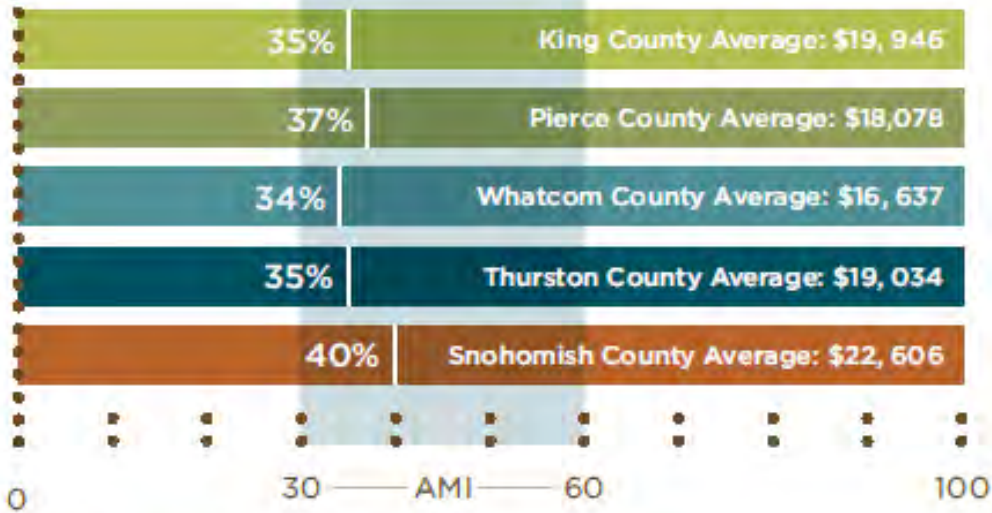 35% King County Average: $19, 946
37% Pierce County Average: $18,078
34% Whatcom County Average: $16, 637
35% Thurston County Average: $19, 034
40% Snohomish County Average: $22, 606
0 30 AMI 60 100